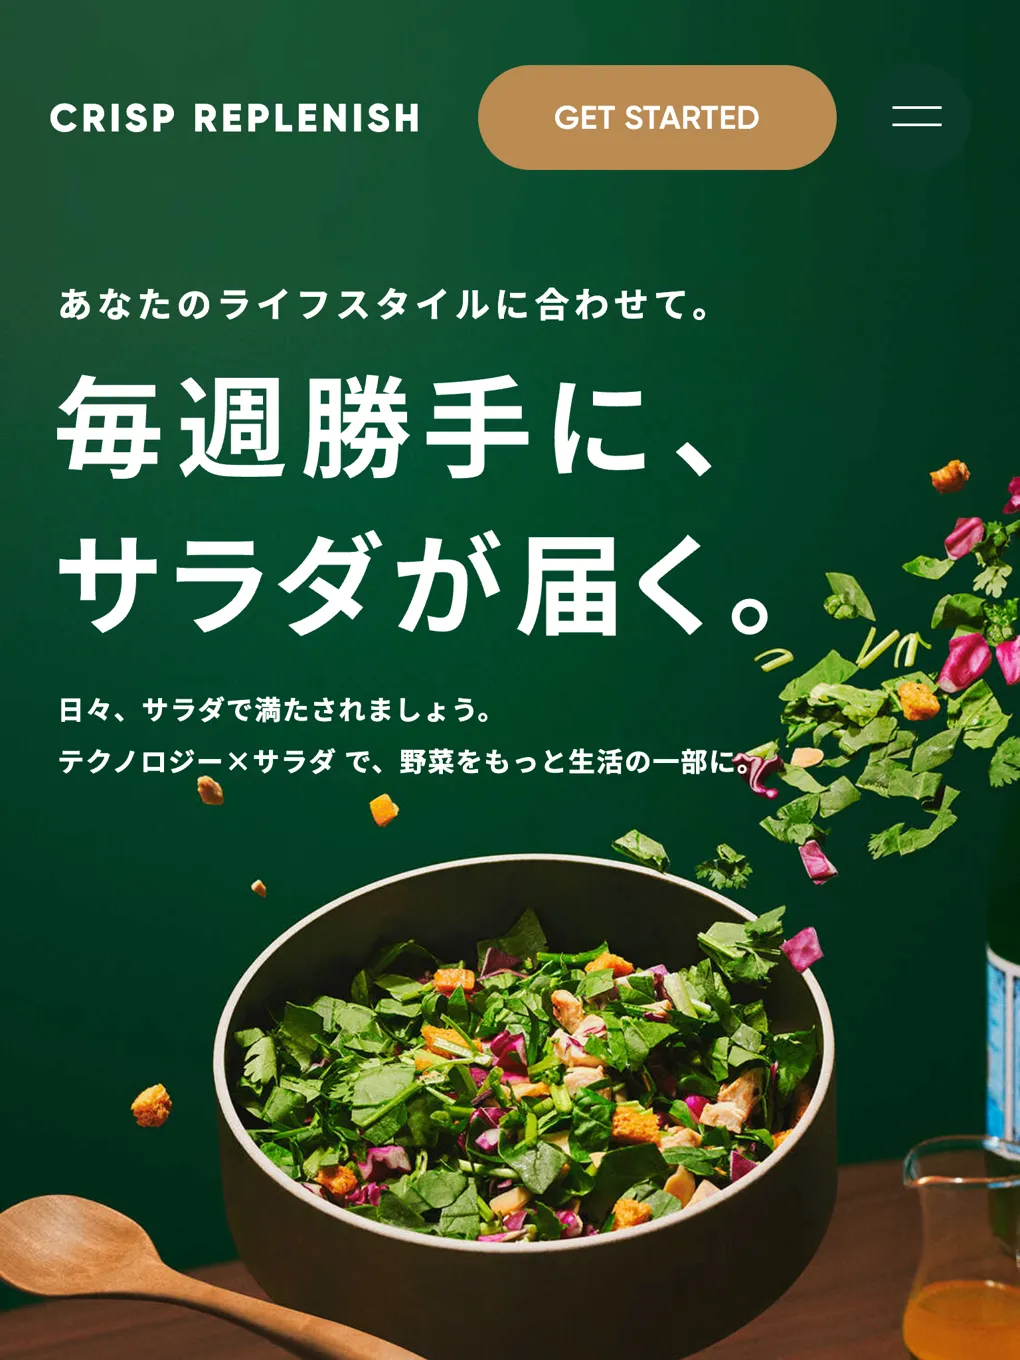 CRISP REPLENISH
GET STARTED
あなたのライフスタイルに合わせて。
毎週勝手に、
サラダが届く。
日々、サラダで満たされましょう。
テクノロジー×サラダ で、野菜をもっと生活の一部に。